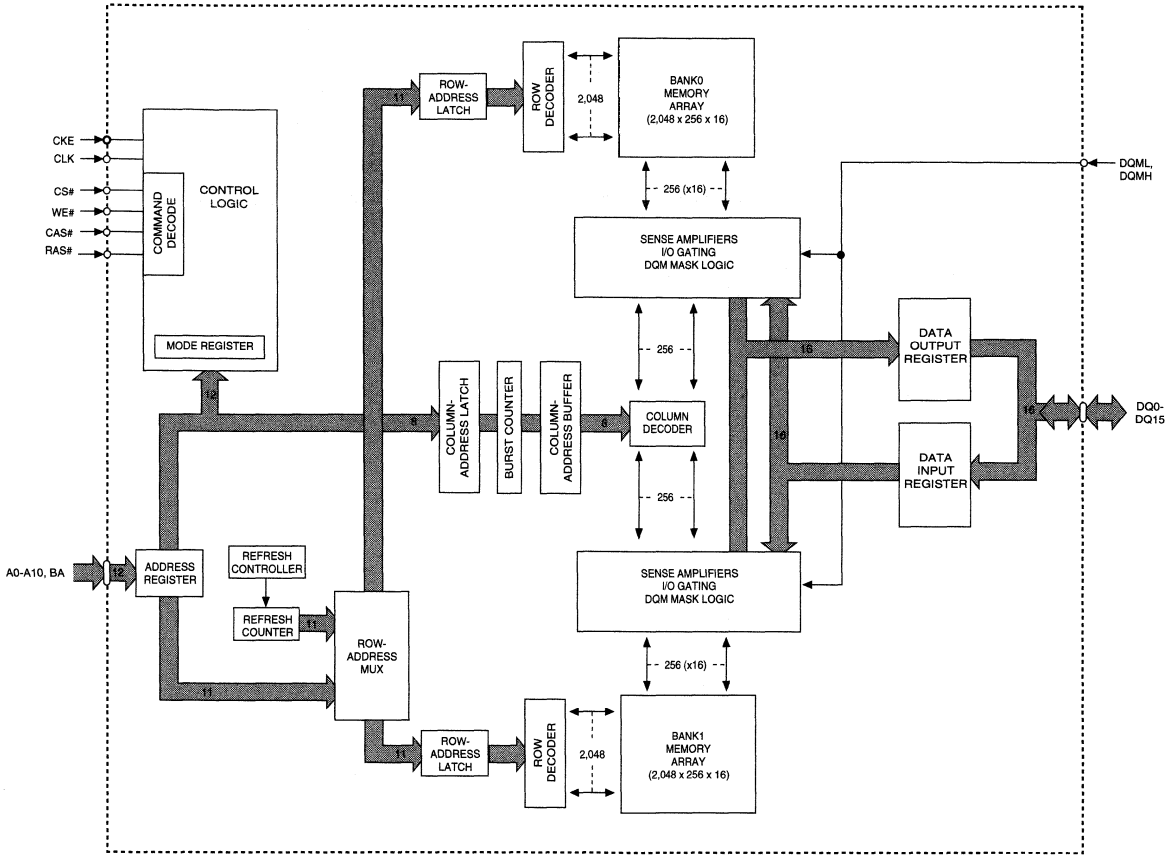 CKE
CLK
CS#
WE#
CAS#
RAS#
COMMAND
DECODE
CONTROL
LOGIC
MODE REGISTER
12
A0-A10, BA
12
ADDRESS
REGISTER
REFRESH
CONTROLLER
REFRESH
COUNTER
11
11
ROW-
ADDRESS
MUX
11
ROW-
ADDRESS
LATCH
ROW
DECODER
2,048
BANK0
MEMORY
ARRAY
(2,048 x 256 x 16)
256 (x16)
SENSE AMPLIFIERS
I/O GATING
DQM MASK LOGIC
256
8
COLUMN-
ADDRESS LATCH
BURST COUNTER
COLUMN-
ADDRESS BUFFER
8
COLUMN
DECODER
256
SENSE AMPLIFIERS
I/O GATING
DQM MASK LOGIC
256 (x16)
11
ROW-
ADDRESS
LATCH
ROW
DECODER
2,048
BANK1
MEMORY
ARRAY
(2,048 x 256 x 16)
DQML,
DQMH
16
16
DATA
OUTPUT
REGISTER
DATA
INPUT
REGISTER
16
DQ0-
DQ15